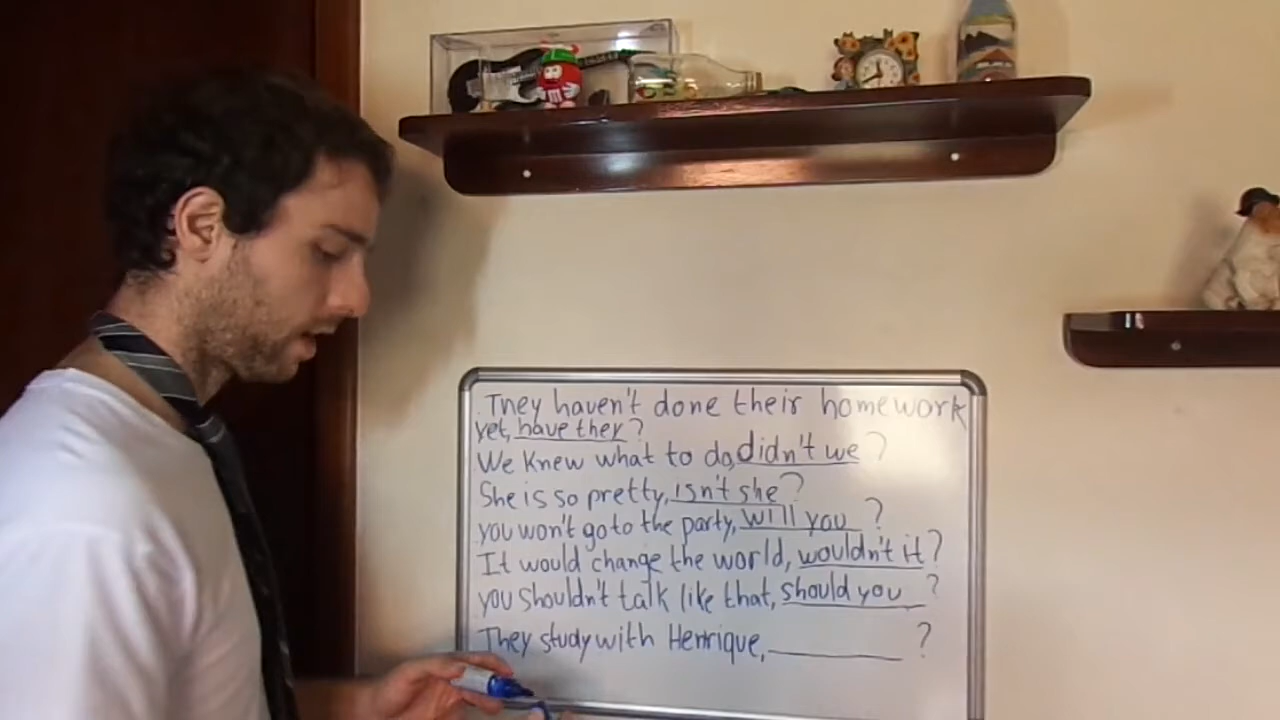 They haven't done their homework
yet, have they?
We knew what to do, didn't we?
She is so pretty, isn't she?
you won't go to the party, will you?
It would change the world, wouldn't it?
you shouldn't talk like that, should you?
They study with Henrique, __________?